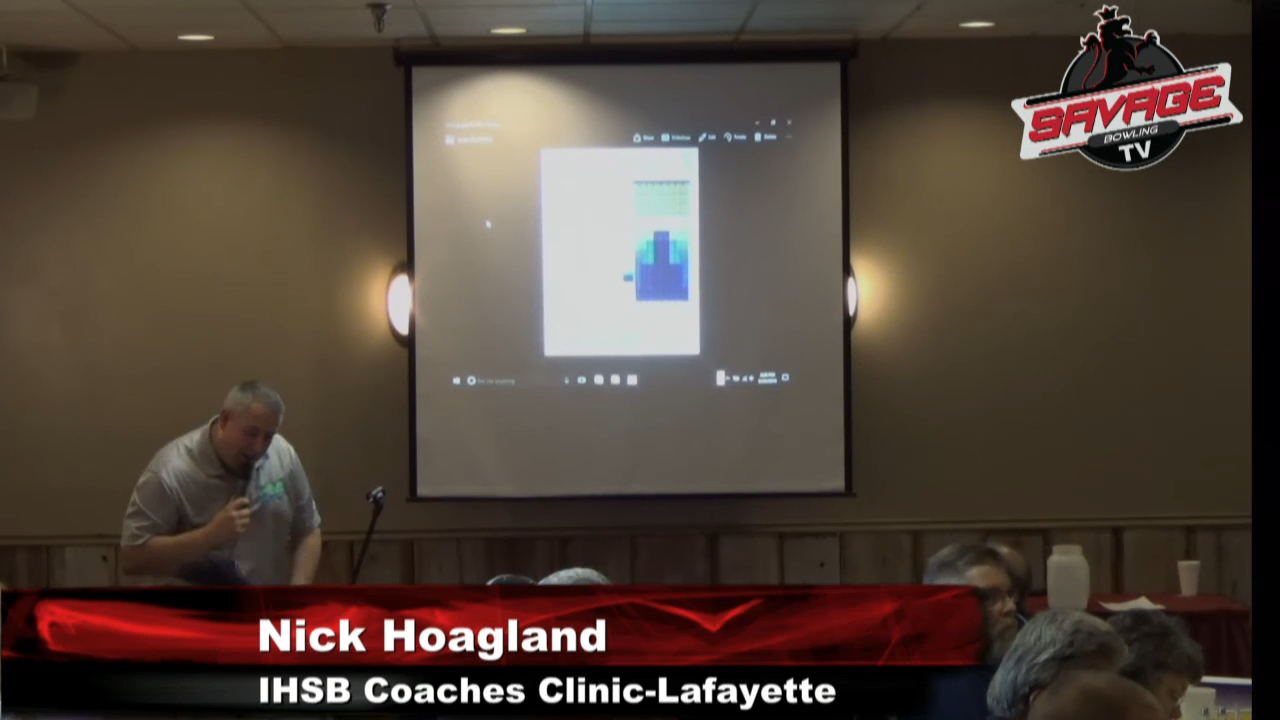 SAVAGE
BOWLING
TV
Nick Hoagland
IHSB Coaches Clinic-Lafayette